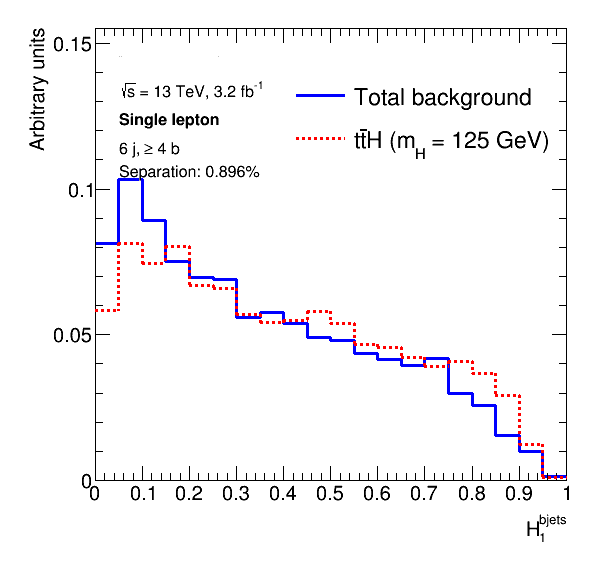 Arbitrary units
0.15
0.1
0.05
0
√s = 13 TeV, 3.2 fb⁻¹
Single lepton
6 j, ≥ 4 b
Separation: 0.896%
Total background
tt̄H (m_H = 125 GeV)
0 0.1 0.2 0.3 0.4 0.5 0.6 0.7 0.8 0.9 1
H₁^bjets